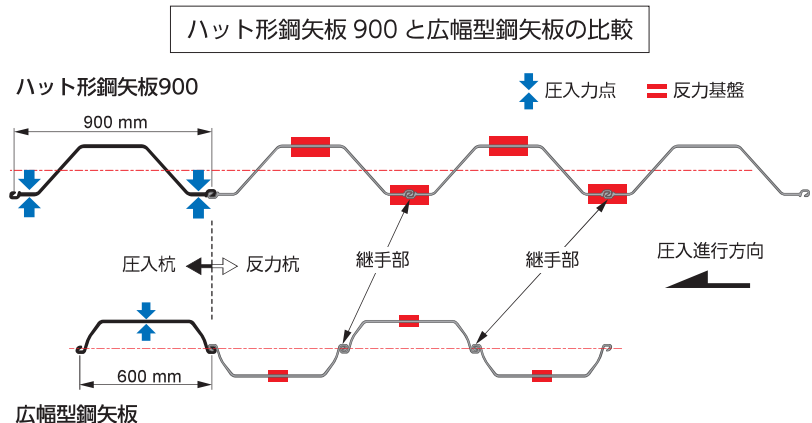 ハット形鋼矢板 900 と広幅型鋼矢板の比較
ハット形鋼矢板900
圧入力点
反力基盤
900 mm
圧入杭
反力杭
継手部
継手部
圧入進行方向
600 mm
広幅型鋼矢板